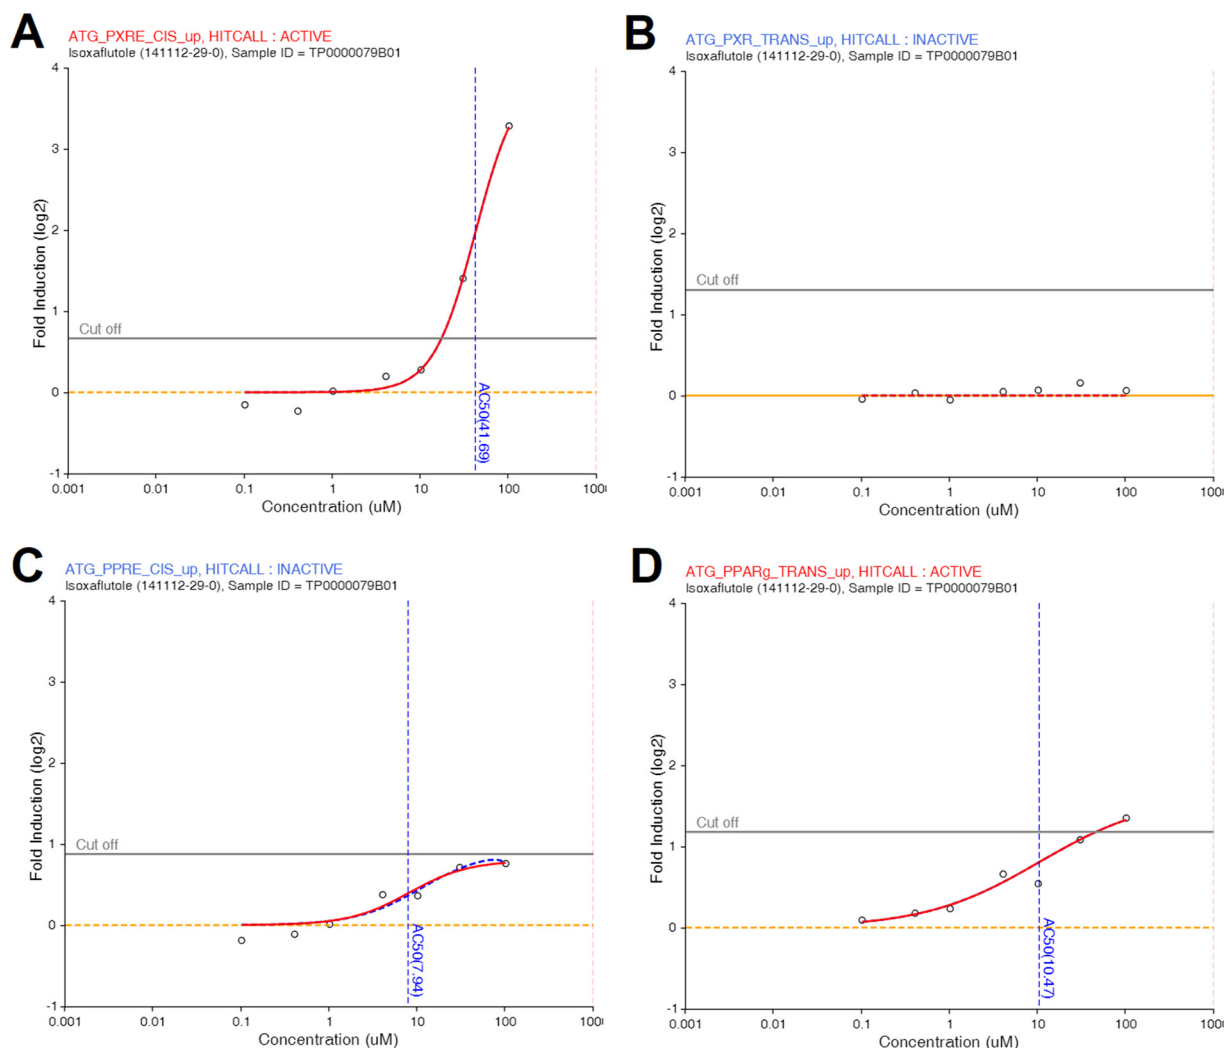 A
ATG_PXRE_CIS_up, HITCALL : ACTIVE
Isoxaflutole (141112-29-0), Sample ID = TP0000079B01
4
3
2
1
0
-1
Fold Induction (log2)
Cut off
AC50(41.69)
0.001
0.01
0.1
1
10
100
100
Concentration (uM)
B
ATG_PXR_TRANS_up, HITCALL : INACTIVE
Isoxaflutole (141112-29-0), Sample ID = TP0000079B01
4
3
2
1
0
-1
Fold Induction (log2)
Cut off
0.001
0.01
0.1
1
10
100
100
Concentration (uM)
C
ATG_PPRE_CIS_up, HITCALL : INACTIVE
Isoxaflutole (141112-29-0), Sample ID = TP0000079B01
4
3
2
1
0
-1
Fold Induction (log2)
Cut off
AC50(7.94)
0.001
0.01
0.1
1
10
100
100
Concentration (uM)
D
ATG_PPARg_TRANS_up, HITCALL : ACTIVE
Isoxaflutole (141112-29-0), Sample ID = TP0000079B01
4
3
2
1
0
-1
Fold Induction (log2)
Cut off
AC50(10.47)
0.001
0.01
0.1
1
10
100
100
Concentration (uM)